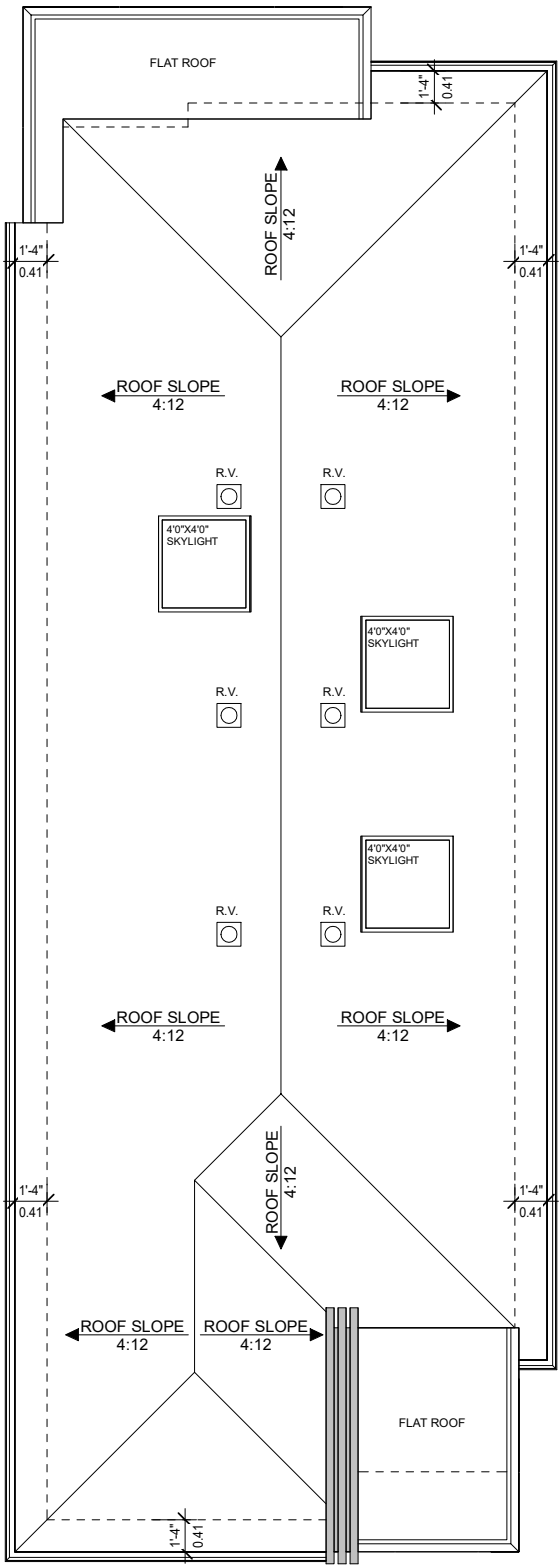 FLAT ROOF
1'-4"
0.41
ROOF SLOPE
4:12
1'-4"
0.41
1'-4"
0.41
ROOF SLOPE
4:12
ROOF SLOPE
4:12
R.V.
R.V.
4'0"X4'0"
SKYLIGHT
4'0"X4'0"
SKYLIGHT
R.V.
R.V.
4'0"X4'0"
SKYLIGHT
R.V.
R.V.
ROOF SLOPE
4:12
ROOF SLOPE
4:12
ROOF SLOPE
4:12
1'-4"
0.41
1'-4"
0.41
ROOF SLOPE
4:12
ROOF SLOPE
4:12
FLAT ROOF
1'-4"
0.41